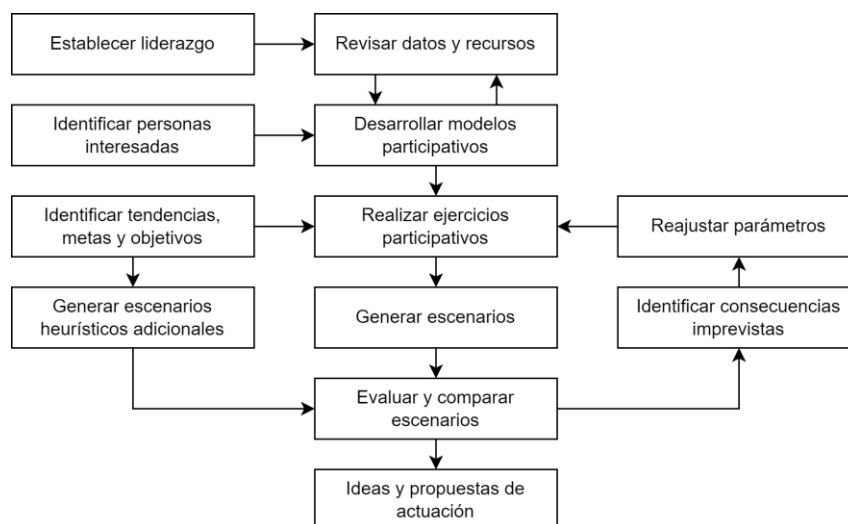 Establecer liderazgo
Revisar datos y recursos
Identificar personas
interesadas
Desarrollar modelos
participativos
Identificar tendencias,
metas y objetivos
Realizar ejercicios
participativos
Reajustar parámetros
Generar escenarios
heurísticos adicionales
Generar escenarios
Identificar consecuencias
imprevistas
Evaluar y comparar
escenarios
Ideas y propuestas de
actuación